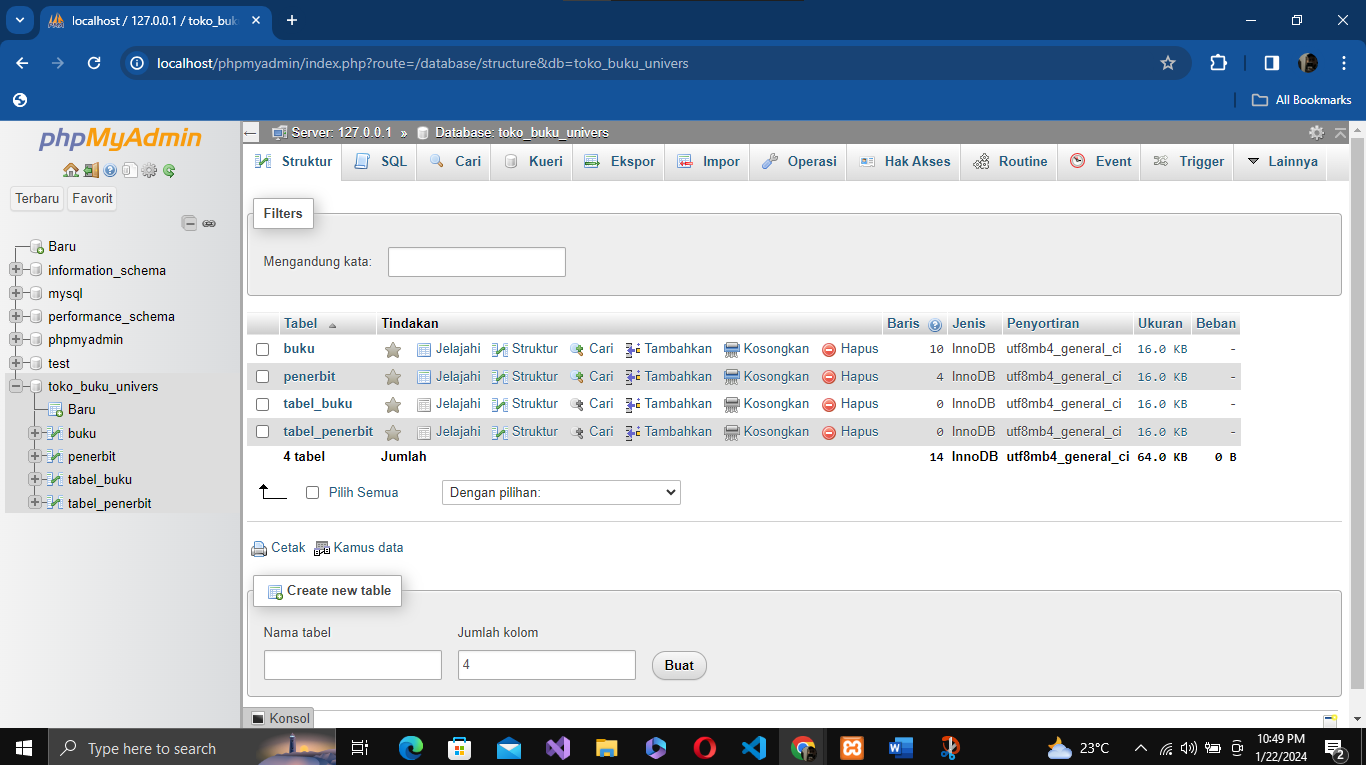 localhost / 127.0.0.1 / toko_buk
localhost/phpmyadmin/index.php?route=/database/structure&db=toko_buku_univers
All Bookmarks
phpMyAdmin
Terbaru Favorit
Baru
information_schema
mysql
performance_schema
phpmyadmin
test
toko_buku_univers
Baru
buku
penerbit
tabel_buku
tabel_penerbit
Server: 127.0.0.1 » Database: toko_buku_univers
Struktur SQL Cari Kueri Ekspor Impor Operasi Hak Akses Routine Event Trigger Lainnya
Filters
Mengandung kata:
Tabel Tindakan Baris Jenis Penyortiran Ukuran Beban
buku Jelajahi Struktur Cari Tambahkan Kosongkan Hapus 10 InnoDB utf8mb4_general_ci 16.0 KB -
penerbit Jelajahi Struktur Cari Tambahkan Kosongkan Hapus 4 InnoDB utf8mb4_general_ci 16.0 KB -
tabel_buku Jelajahi Struktur Cari Tambahkan Kosongkan Hapus 0 InnoDB utf8mb4_general_ci 16.0 KB -
tabel_penerbit Jelajahi Struktur Cari Tambahkan Kosongkan Hapus 0 InnoDB utf8mb4_general_ci 16.0 KB -
4 tabel Jumlah 14 InnoDB utf8mb4_general_ci 64.0 KB 0 B
Pilih Semua Dengan pilihan:
Cetak Kamus data
Create new table
Nama tabel Jumlah kolom
4 Buat
Konsol
Type here to search
23°C
10:49 PM
1/22/2024
2